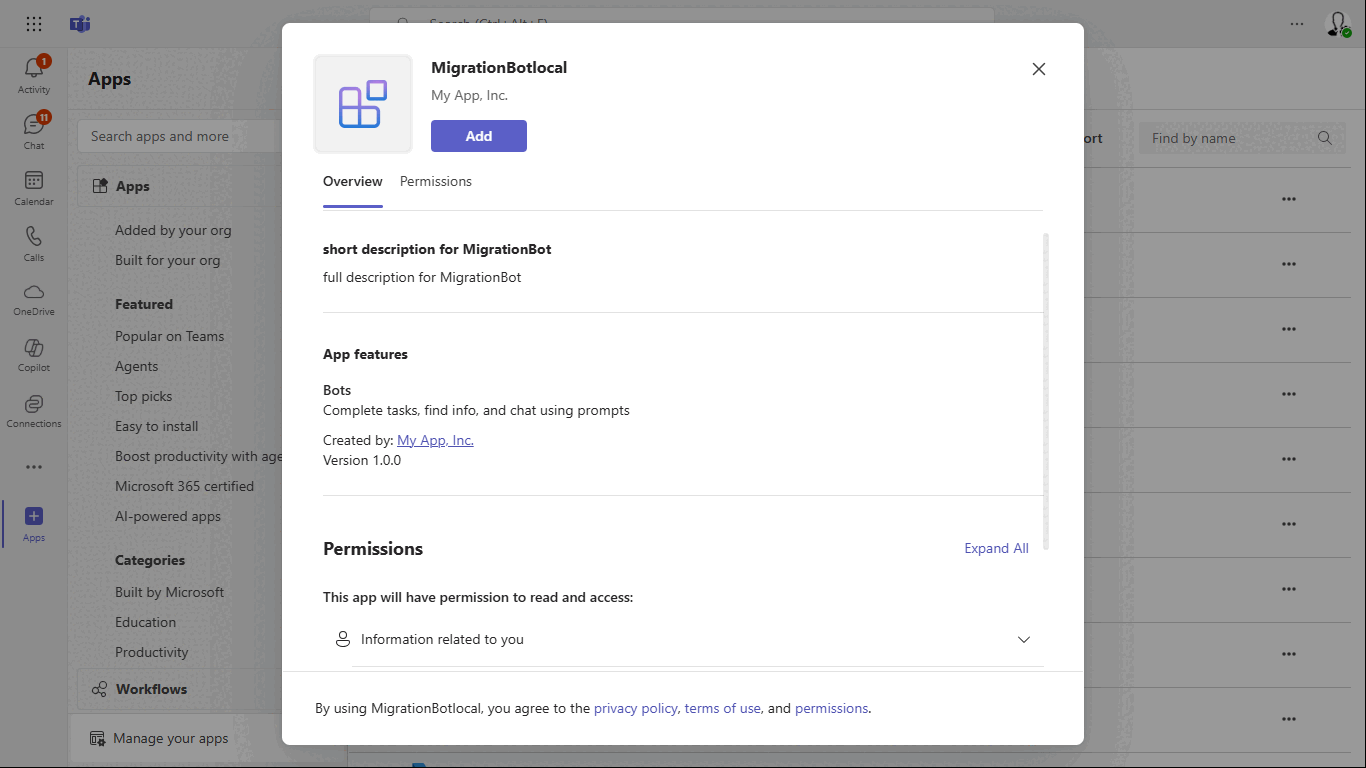 Search (Ctrl+Alt+E)
1
Activity
11
Chat
Calendar
Calls
OneDrive
Copilot
Connections
Apps
Apps
Search apps and more
Apps
Added by your org
Built for your org
Featured
Popular on Teams
Agents
Top picks
Easy to install
Boost productivity with age
Microsoft 365 certified
AI-powered apps
Categories
Built by Microsoft
Education
Productivity
Workflows
Manage your apps
ort
Find by name
MigrationBotlocal
My App, Inc.
Add
Overview Permissions
short description for MigrationBot
full description for MigrationBot
App features
Bots
Complete tasks, find info, and chat using prompts
Created by: My App, Inc.
Version 1.0.0
Permissions
Expand All
This app will have permission to read and access:
Information related to you
By using MigrationBotlocal, you agree to the privacy policy, terms of use, and permissions.